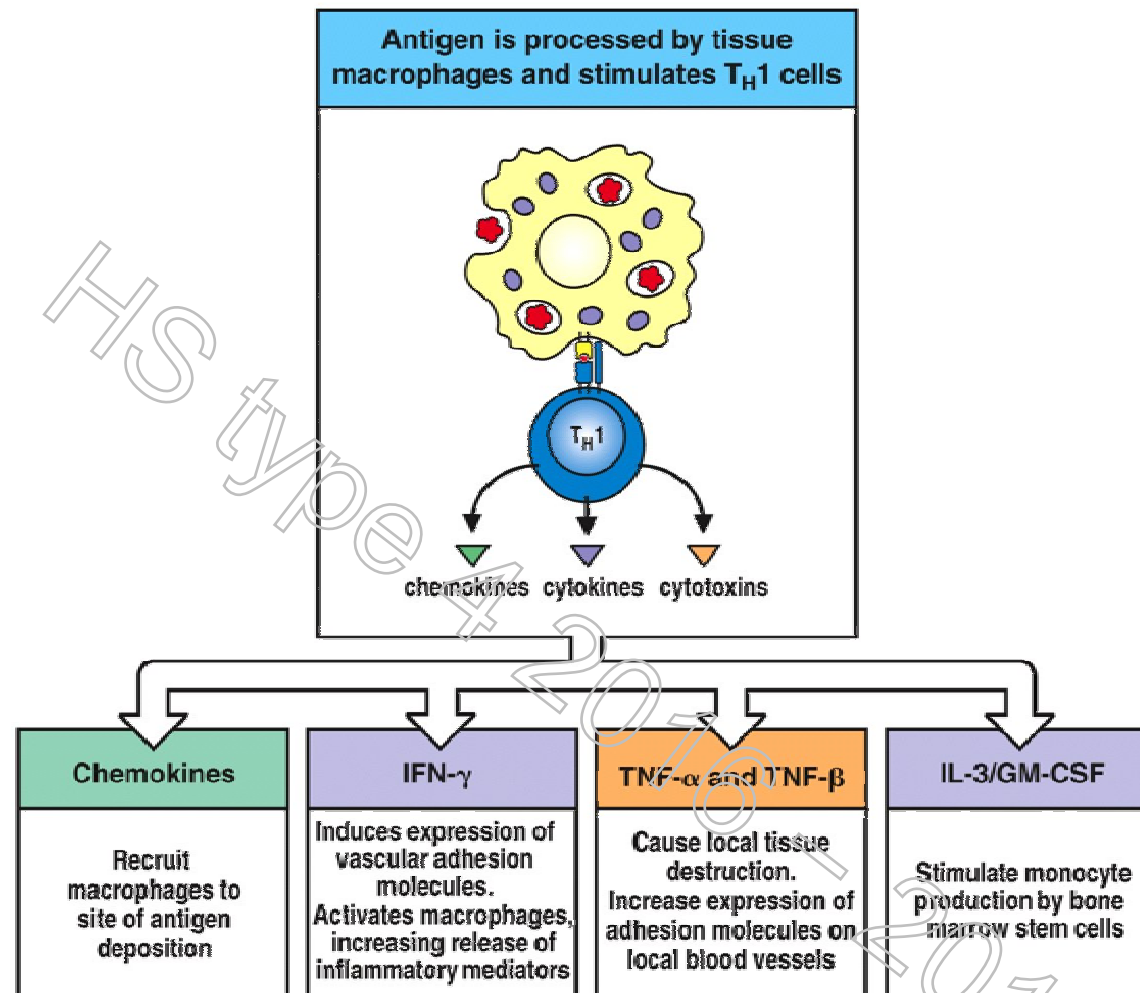 Antigen is processed by tissue
macrophages and stimulates TH1 cells
TH1
chemokines cytokines cytotoxins
Chemokines
Recruit
macrophages to
site of antigen
deposition
IFN-γ
Induces expression of
vascular adhesion
molecules.
Activates macrophages,
increasing release of
inflammatory mediators
TNF-α and TNF-β
Cause local tissue
destruction.
Increase expression of
adhesion molecules on
local blood vessels
IL-3/GM-CSF
Stimulate monocyte
production by bone
marrow stem cells
HS type 4 2016 – 201